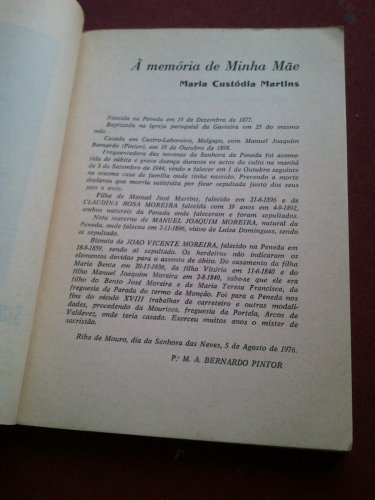 À memória de Minha Mãe
Maria Custódia Martins
Nascida na Peneda em 19 de Dezembro de 1877.
Baptizada na igreja paroquial da Gavieira em 25 do mesmo
mês.
Casada em Castro-Laboreiro, Melgaço, com Manuel Joaquim
Bernardo (Pintor), em 10 de Outubro de 1898.
Frequentadora das novenas da Senhora da Peneda foi acome-
tida de súbita e grave doença durante os actos do culto na manhã
de 3 de Setembro de 1944, vindo a falecer em 1 de Outubro seguinte
na mesma casa de família onde tinha nascido. Prevendo a morte
declarou que morria satisfeita por ficar sepultada junto dos seus
pais e avós.
Filha de Manuel José Martins, falecido em 21-6-1896 e de
CLAUDINA ROSA MOREIRA falecida com 39 anos em 4-9-1892,
ambos naturais da Peneda onde faleceram e foram sepultados.
Neta materna de MANUEL JOAQUIM MOREIRA, natural da
Peneda, onde faleceu em 2-11-1896, viúvo de Luísa Domingues, sendo
sepultado.
Bisneta de JOAO VICENTE MOREIRA, falecido na Peneda em
18-9-1859, sendo aí sepultado. Os herdeiros não indicaram os
elementos devidos para o assento de óbito. Do casamento da filha
Maria Benta em 20-11-1836, da filha Vitória em 11-6-1840 e do
filho Manuel Joaquim Moreira em 2-8-1840, sabe-se que ele era
filho do Bento José Moreira e de Maria Teresa Francisca, da
freguesia de Parada do termo de Monção. Foi para a Peneda nos
fins do século XVIII trabalhar de carreteiro e outras modali-
dades, procedendo da Mourisca, freguesia da Portela, Arcos de
Valdevez, onde teria casado. Exerceu muitos anos o mister de
sacristão.
Riba de Mouro, dia da Senhora das Neves, 5 de Agosto de 1976.
P.e M. A. BERNARDO PINTOR